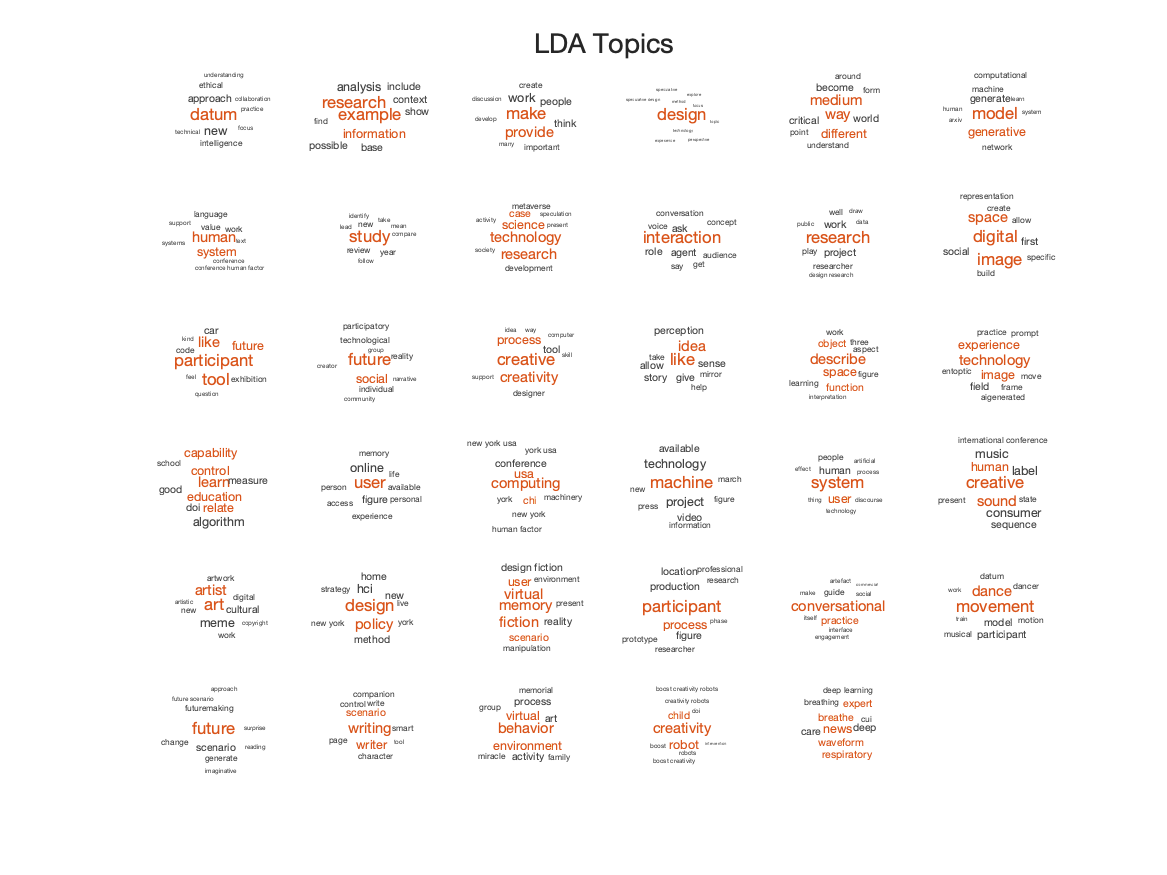 LDA Topics
understanding
ethical
approach collaboration
practice
datum
technical new focus
intelligence
analysis include
research context
example show
find
information
possible base
create
discussion work people
make
develop think
provide
many important
speculative explore
speculative design method
focus
design
topic
technology
experience perspective
around
become form
medium
way world
critical
point different
understand
computational
machine
generate learn
human model system
arxiv
generative
network
language
support value work
human text
systems system
conference
conference human factor
identify take
lead new mean
study compare
review year
follow
metaverse
case speculation
activity science present
technology
society research
development
conversation
voice ask concept
interaction
role agent audience
say get
well draw
public work data
research
play project
researcher
design research
representation
create
space allow
digital first
social image specific
build
car
kind like future
code
participant
feel tool exhibition
question
participatory
technological
group
future reality
creator
social narrative
individual
community
idea way computer
process
tool skill
creative
support creativity
designer
perception
idea
take like sense
allow mirror
story give
help
work
object three
aspect
describe
space figure
learning function
interpretation
practice prompt
experience
technology
entoptic image move
field frame
aigenerated
capability
school
control
learn measure
good education
doi relate
algorithm
memory
online life
user
person available
access figure personal
experience
new york usa
york usa
conference
usa
computing
york chi machinery
new york
human factor
available
technology
machine march
new
press project figure
video
information
people artificial
effect human process
system
thing user discourse
technology
international conference
music
human label
creative
present sound state
consumer
sequence
artwork
artist
artistic art digital
new cultural
meme copyright
work
home
strategy hci new
design live
new york policy york
method
design fiction
user environment
virtual
memory present
fiction reality
scenario
manipulation
location professional
production research
participant
process phase
prototype figure
researcher
artefact commercial
make guide social
conversational
itself practice
interface
engagement
datum
work dance dancer
movement
train model motion
musical participant
approach
future scenario
futuremaking
future surprise
change scenario reading
generate
imaginative
companion
control write
scenario
writing smart
page writer tool
character
memorial
process
group virtual art
behavior
environment
miracle activity family
boost creativity robots
creativity robots
child doi
creativity
boost robot intervention
robots
boost creativity
deep learning
breathing expert
breathe cui
care news deep
waveform
respiratory